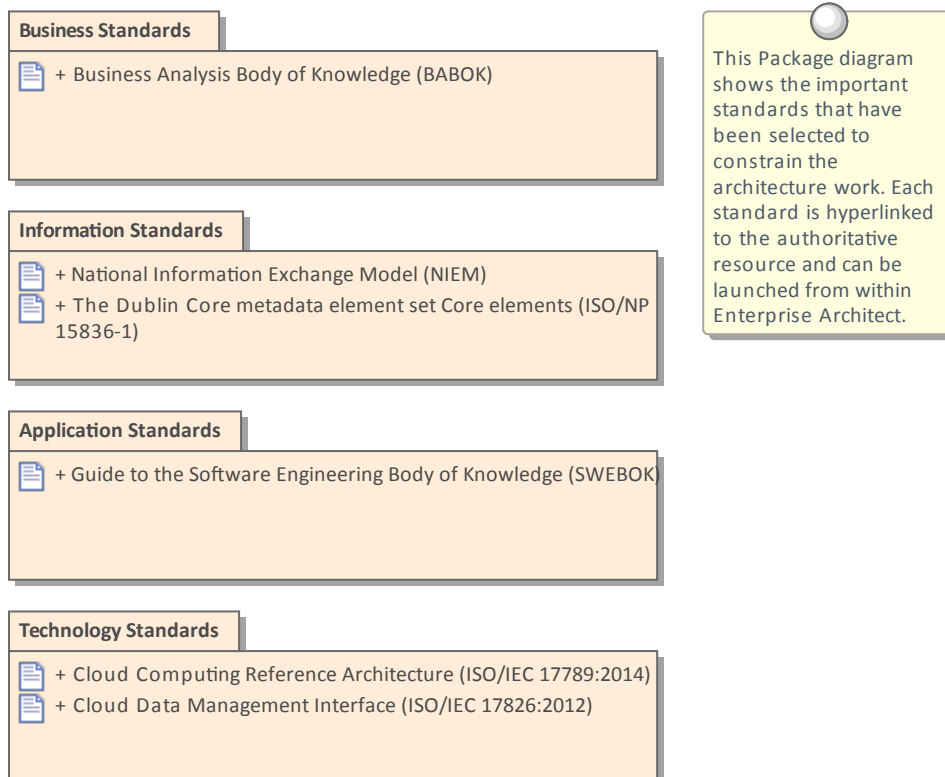 Business Standards
+ Business Analysis Body of Knowledge (BABOK)
Information Standards
+ National Information Exchange Model (NIEM)
+ The Dublin Core metadata element set Core elements (ISO/NP
15836-1)
Application Standards
+ Guide to the Software Engineering Body of Knowledge (SWEBOK)
Technology Standards
+ Cloud Computing Reference Architecture (ISO/IEC 17789:2014)
+ Cloud Data Management Interface (ISO/IEC 17826:2012)
This Package diagram
shows the important
standards that have
been selected to
constrain the
architecture work. Each
standard is hyperlinked
to the authoritative
resource and can be
launched from within
Enterprise Architect.